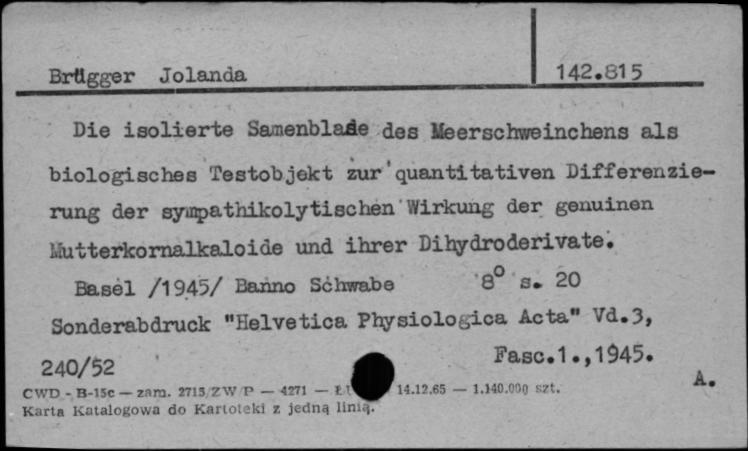 Brügger Jolanda 142.815
Die isolierte Samenblase des Meerschweinchens als
biologisches Testobjekt zur quantitativen Differenzie-
rung der sympathikolytischen Wirkung der genuinen
Mutterkornalkaloide und ihrer Dihydroderivate.
Basel /1945/ Banno Schwabe 8° s. 20
Sonderabdruck "Helvetica Physiologica Acta" Vd.3,
Fasc.1.,1945.
240/52
A.
CWD - B-15c — zam. 2715/ZW/P — 4271 — 14.12.65 — 1.140.000 szt.
Karta Katalogowa do Kartoteki z jedną linią.